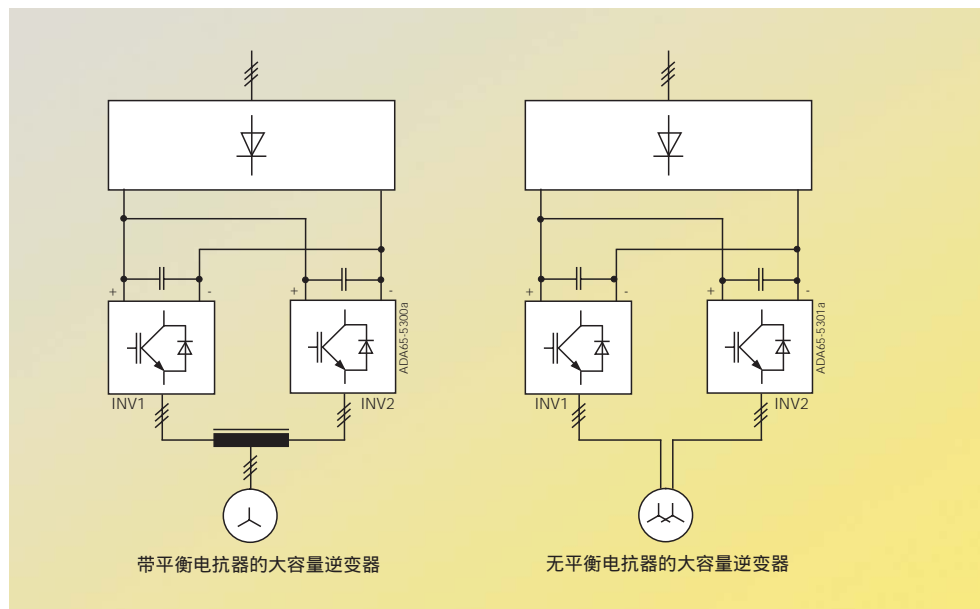 + - + -
ADA65-5300a
INV1 INV2
带平衡电抗器的大容量逆变器
+ - + -
ADA65-5301a
INV1 INV2
无平衡电抗器的大容量逆变器